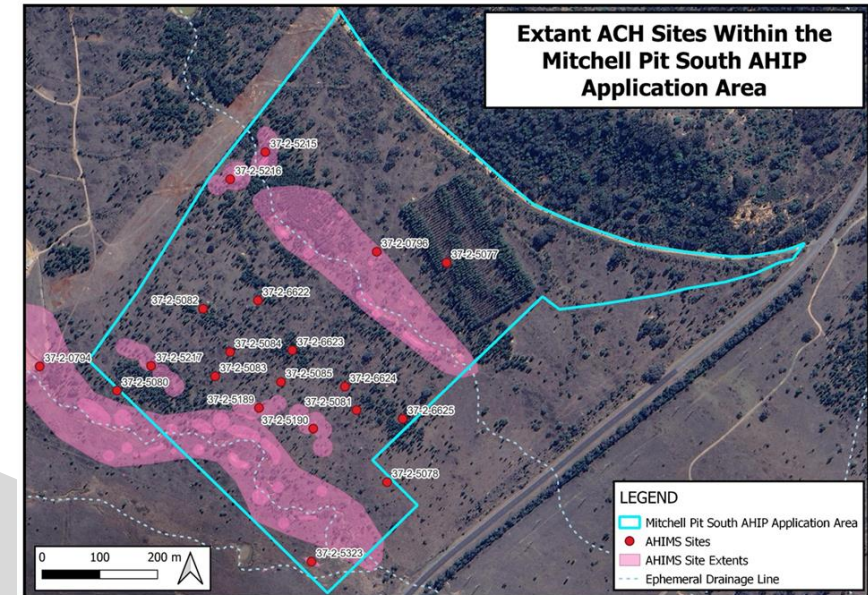 Extant ACH Sites Within the
Mitchell Pit South AHIP
Application Area
37-2-5215
37-2-5216
37-2-0796
37-2-5077
37-2-6622
37-2-5082
37-2-5084
37-2-6623
37-2-0794
37-2-5217
37-2-5083
37-2-5085
37-2-6624
37-2-5080
37-2-5189
37-2-5081
37-2-6625
37-2-5190
37-2-5078
37-2-5323
LEGEND
Mitchell Pit South AHIP Application Area
AHIMS Sites
AHIMS Site Extents
Ephemeral Drainage Line
0 100 200 m